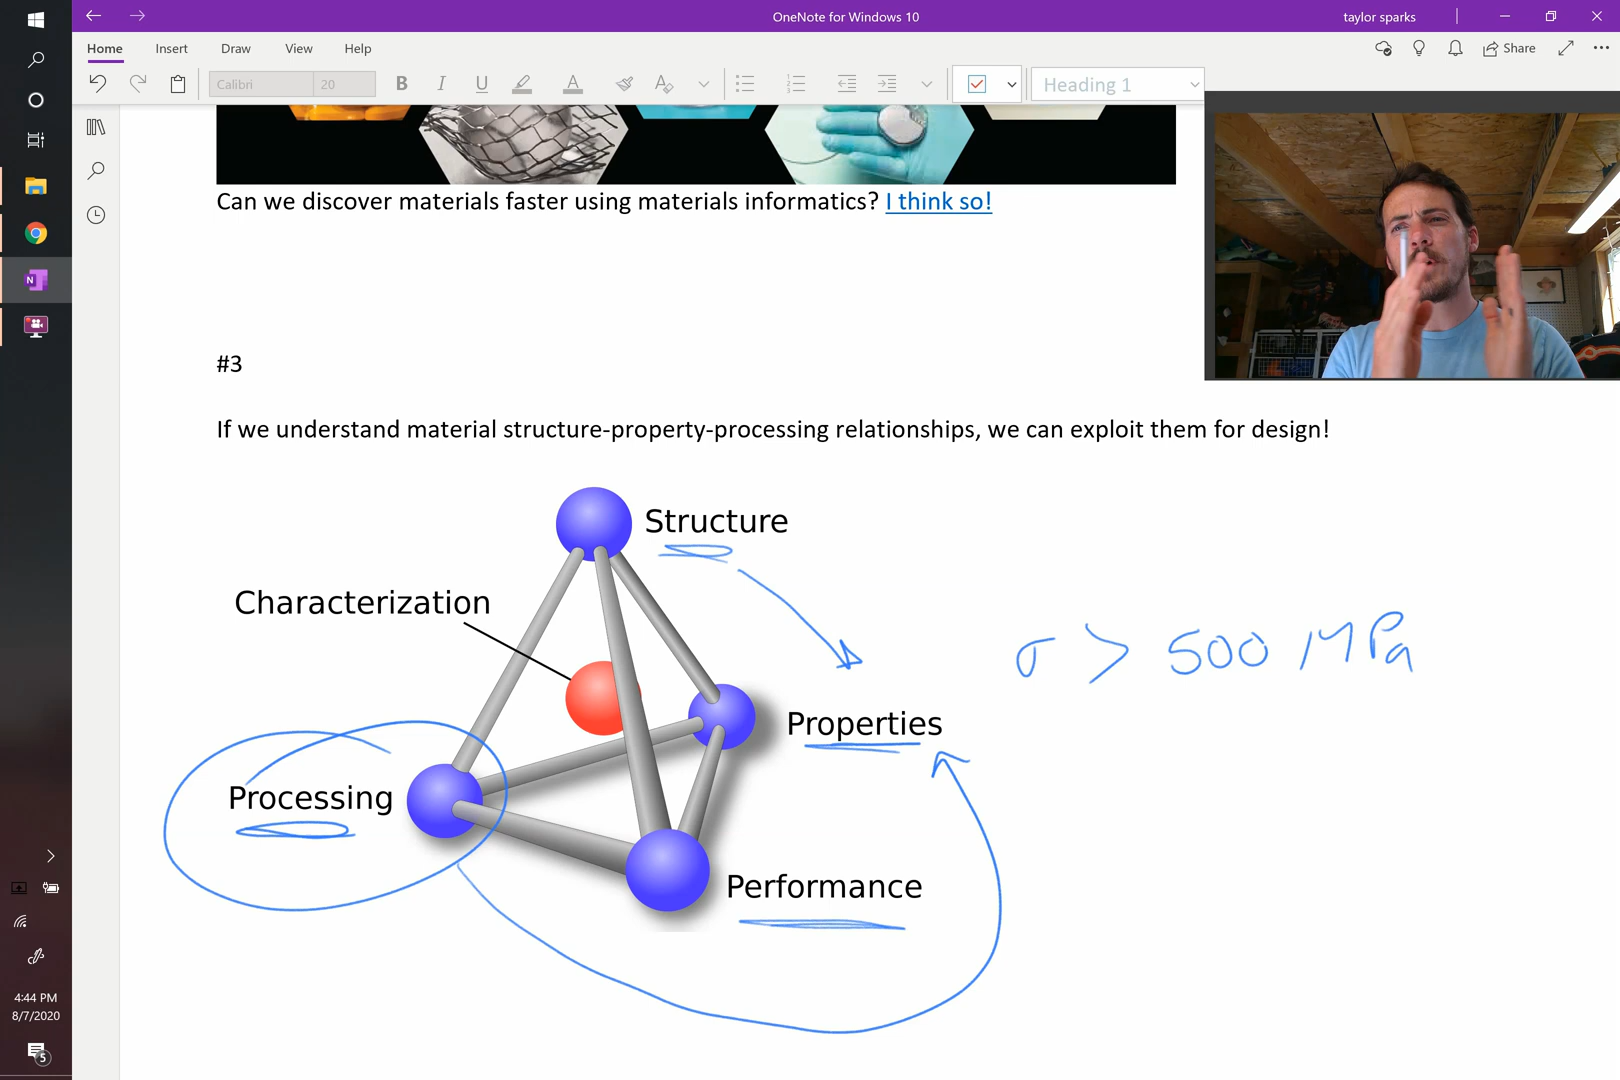 OneNote for Windows 10
taylor sparks
Home Insert Draw View Help
Share
Calibri 20 B I U A A Heading 1
Can we discover materials faster using materials informatics? I think so!
#3
If we understand material structure-property-processing relationships, we can exploit them for design!
Structure
Characterization
σ > 500 MPa
Properties
Processing
Performance
4:44 PM
8/7/2020
5